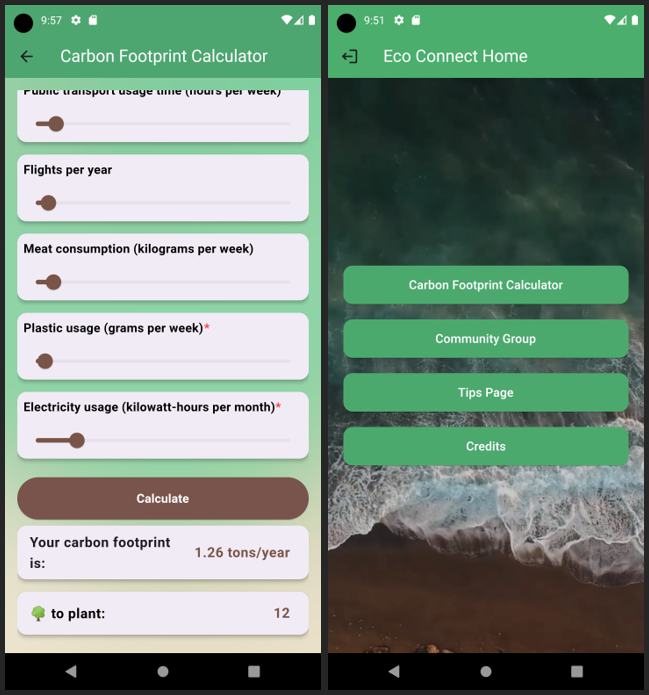 9:57
Carbon Footprint Calculator
Public transport usage time (hours per week)
Flights per year
Meat consumption (kilograms per week)
Plastic usage (grams per week)*
Electricity usage (kilowatt-hours per month)*
Calculate
Your carbon footprint
is:
1.26 tons/year
to plant:
12
9:51
Eco Connect Home
Carbon Footprint Calculator
Community Group
Tips Page
Credits